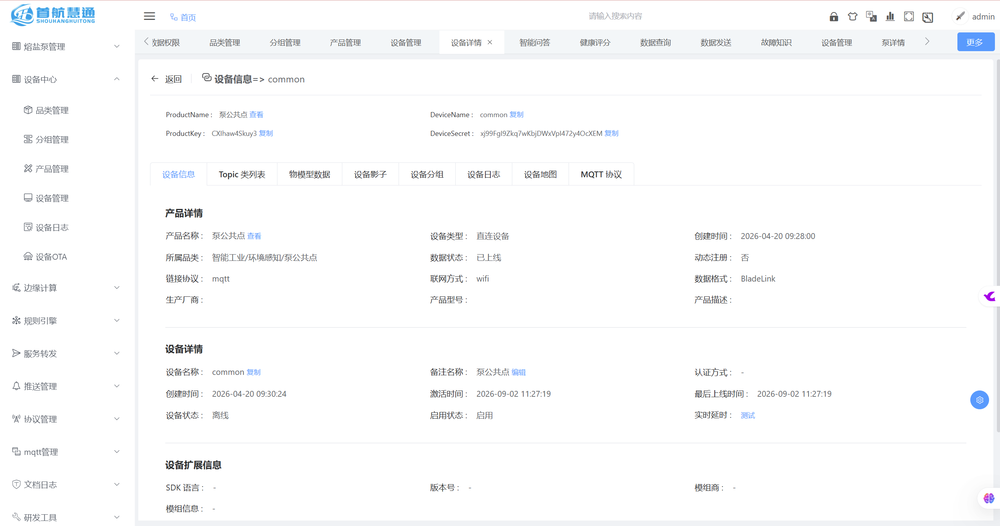 首航慧通
SHOUHANGHUITONG
首页
请输入搜索内容
admin
数据权限 品类管理 分组管理 产品管理 设备管理 设备详情 智能问答 健康评分 数据查询 数据发送 故障知识 设备管理 泵详情 更多
熔盐泵管理
设备中心
品类管理
分组管理
产品管理
设备管理
设备日志
设备OTA
边缘计算
规则引擎
服务转发
推送管理
协议管理
mqtt管理
文档日志
研发工具
返回 设备信息=> common
ProductName : 泵公共点 查看 DeviceName : common 复制
ProductKey : CXIhaw4Skuy3 复制 DeviceSecret : xj99FgI9Zkq7wKbjDWxVpI472y4OcXEM 复制
设备信息 Topic 类列表 物模型数据 设备影子 设备分组 设备日志 设备地图 MQTT 协议
产品详情
产品名称 : 泵公共点 查看 设备类型 : 直连设备 创建时间 : 2026-04-20 09:28:00
所属品类 : 智能工业/环境感知/泵公共点 数据状态 : 已上线 动态注册 : 否
链接协议 : mqtt 联网方式 : wifi 数据格式 : BladeLink
生产厂商 : 产品型号 : 产品描述 :
设备详情
设备名称 : common 复制 备注名称 : 泵公共点 编辑 认证方式 : -
创建时间 : 2026-04-20 09:30:24 激活时间 : 2026-09-02 11:27:19 最后上线时间 : 2026-09-02 11:27:19
设备状态 : 离线 启用状态 : 启用 实时延时 : 测试
设备扩展信息
SDK 语言 : - 版本号 : - 模组商 : -
模组信息 : -